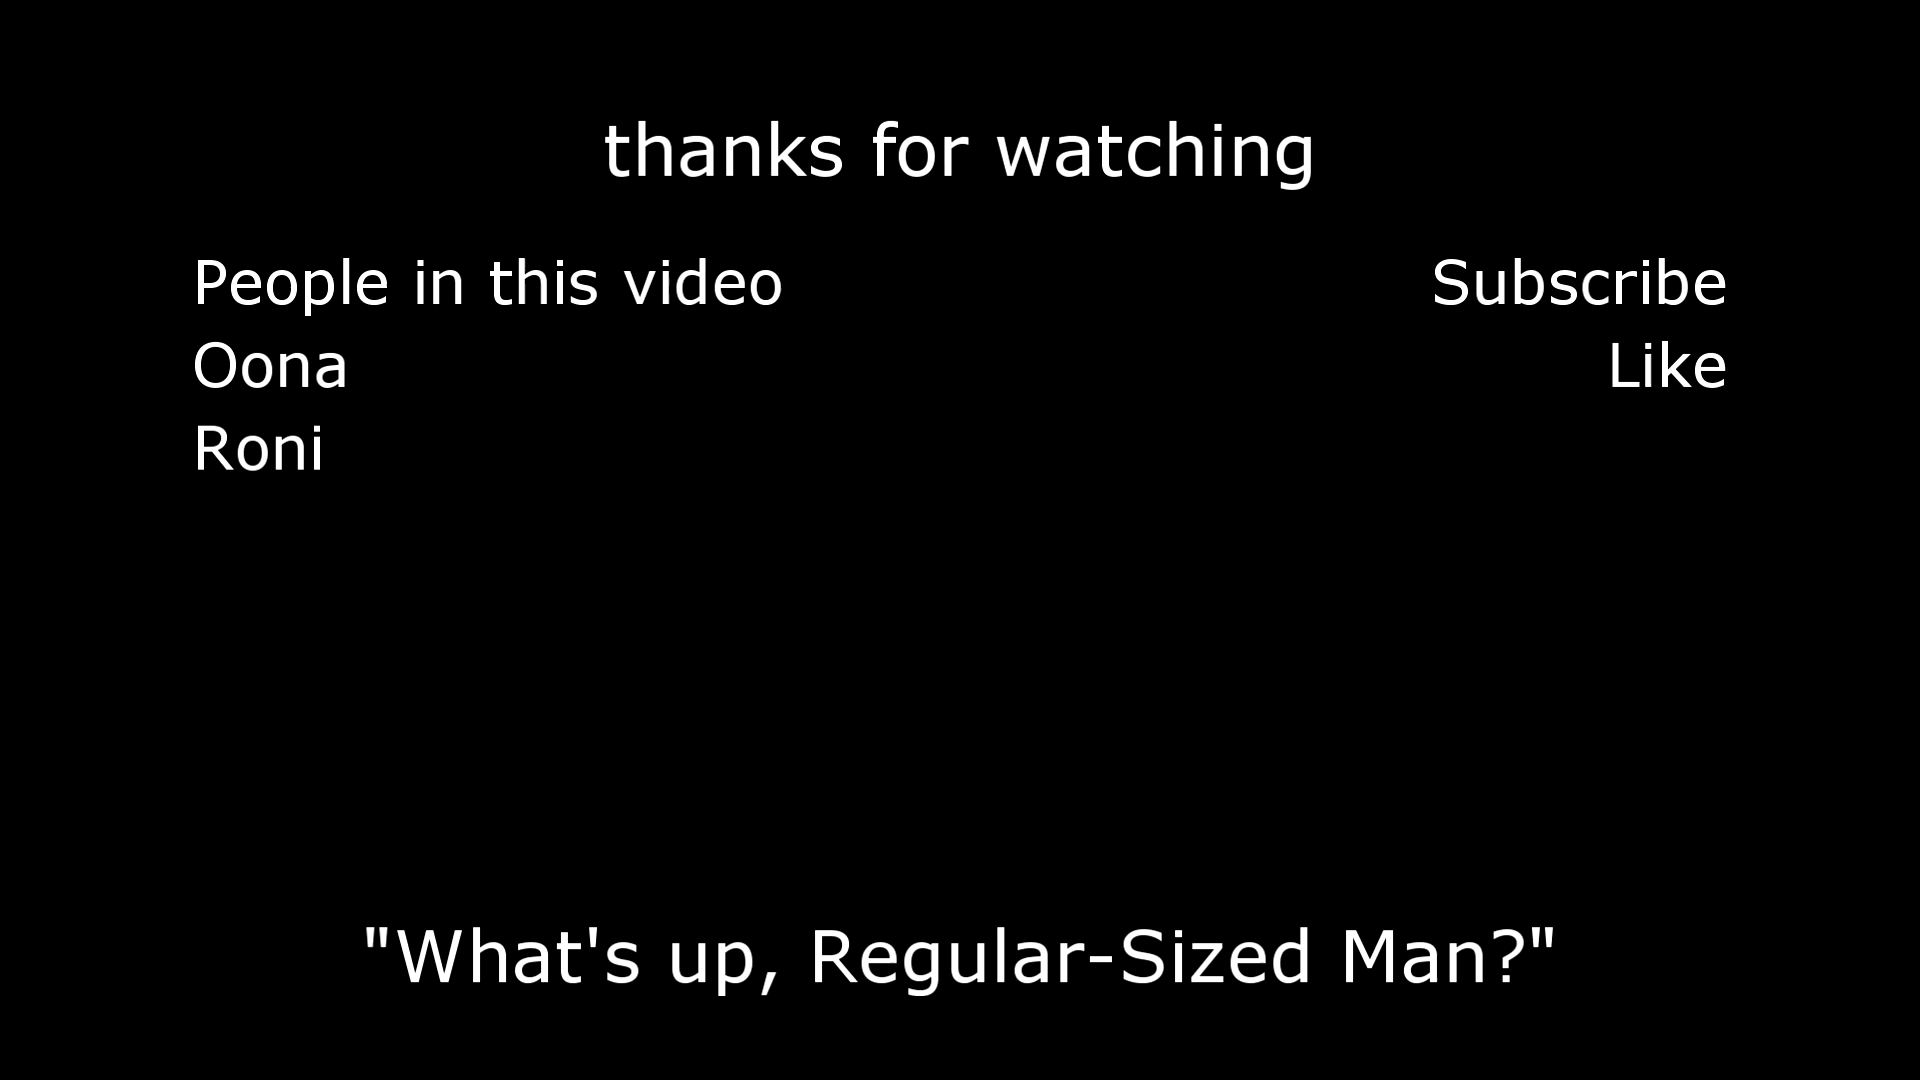 thanks for watching
People in this video
Oona
Roni
Subscribe
Like
"What's up, Regular-Sized Man?"